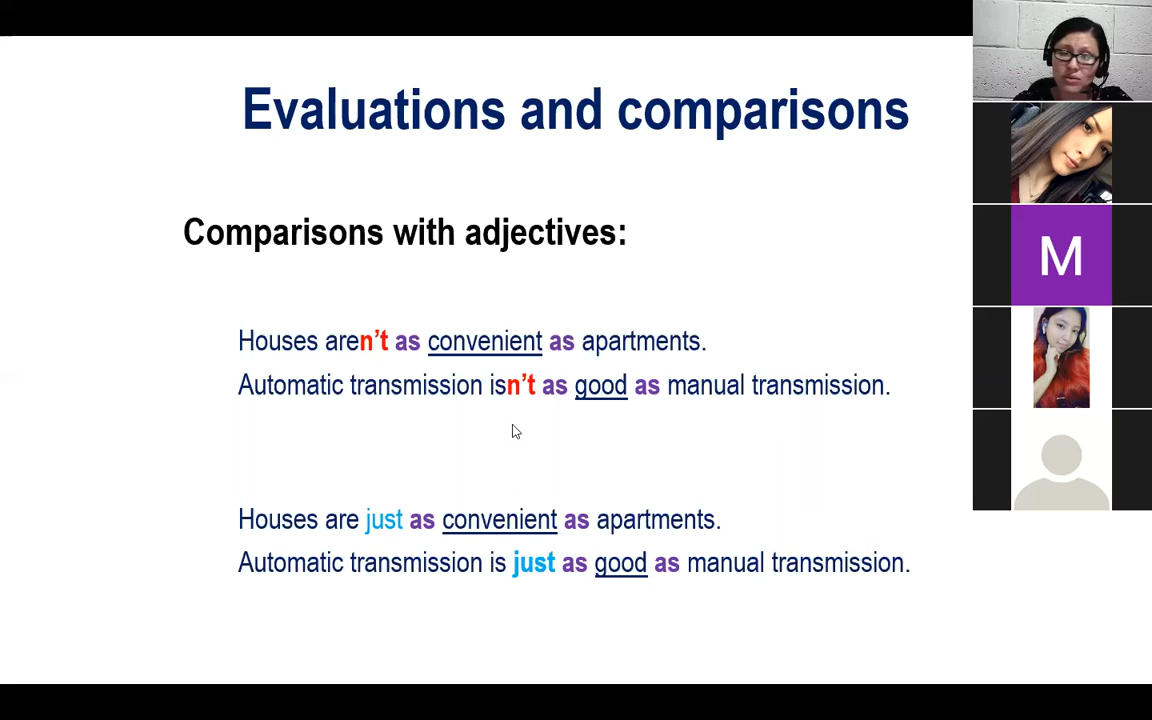 Evaluations and comparisons
Comparisons with adjectives:
Houses aren’t as convenient as apartments.
Automatic transmission isn’t as good as manual transmission.
Houses are just as convenient as apartments.
Automatic transmission is just as good as manual transmission.
M